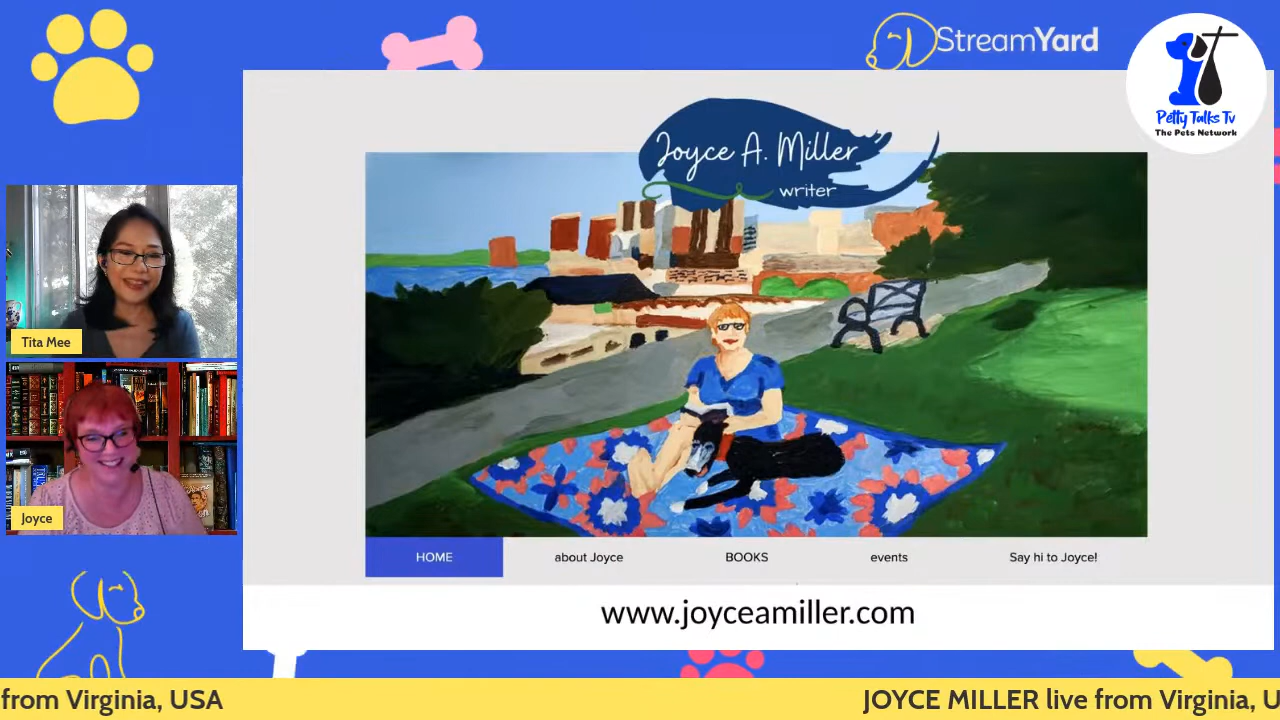 StreamYard
Petty Talks Tv
The Pets Network
Joyce A. Miller
writer
Tita Mee
Joyce
HOME
about Joyce
BOOKS
events
Say hi to Joyce!
www.joyceamiller.com
from Virginia, USA
JOYCE MILLER live from Virginia, U